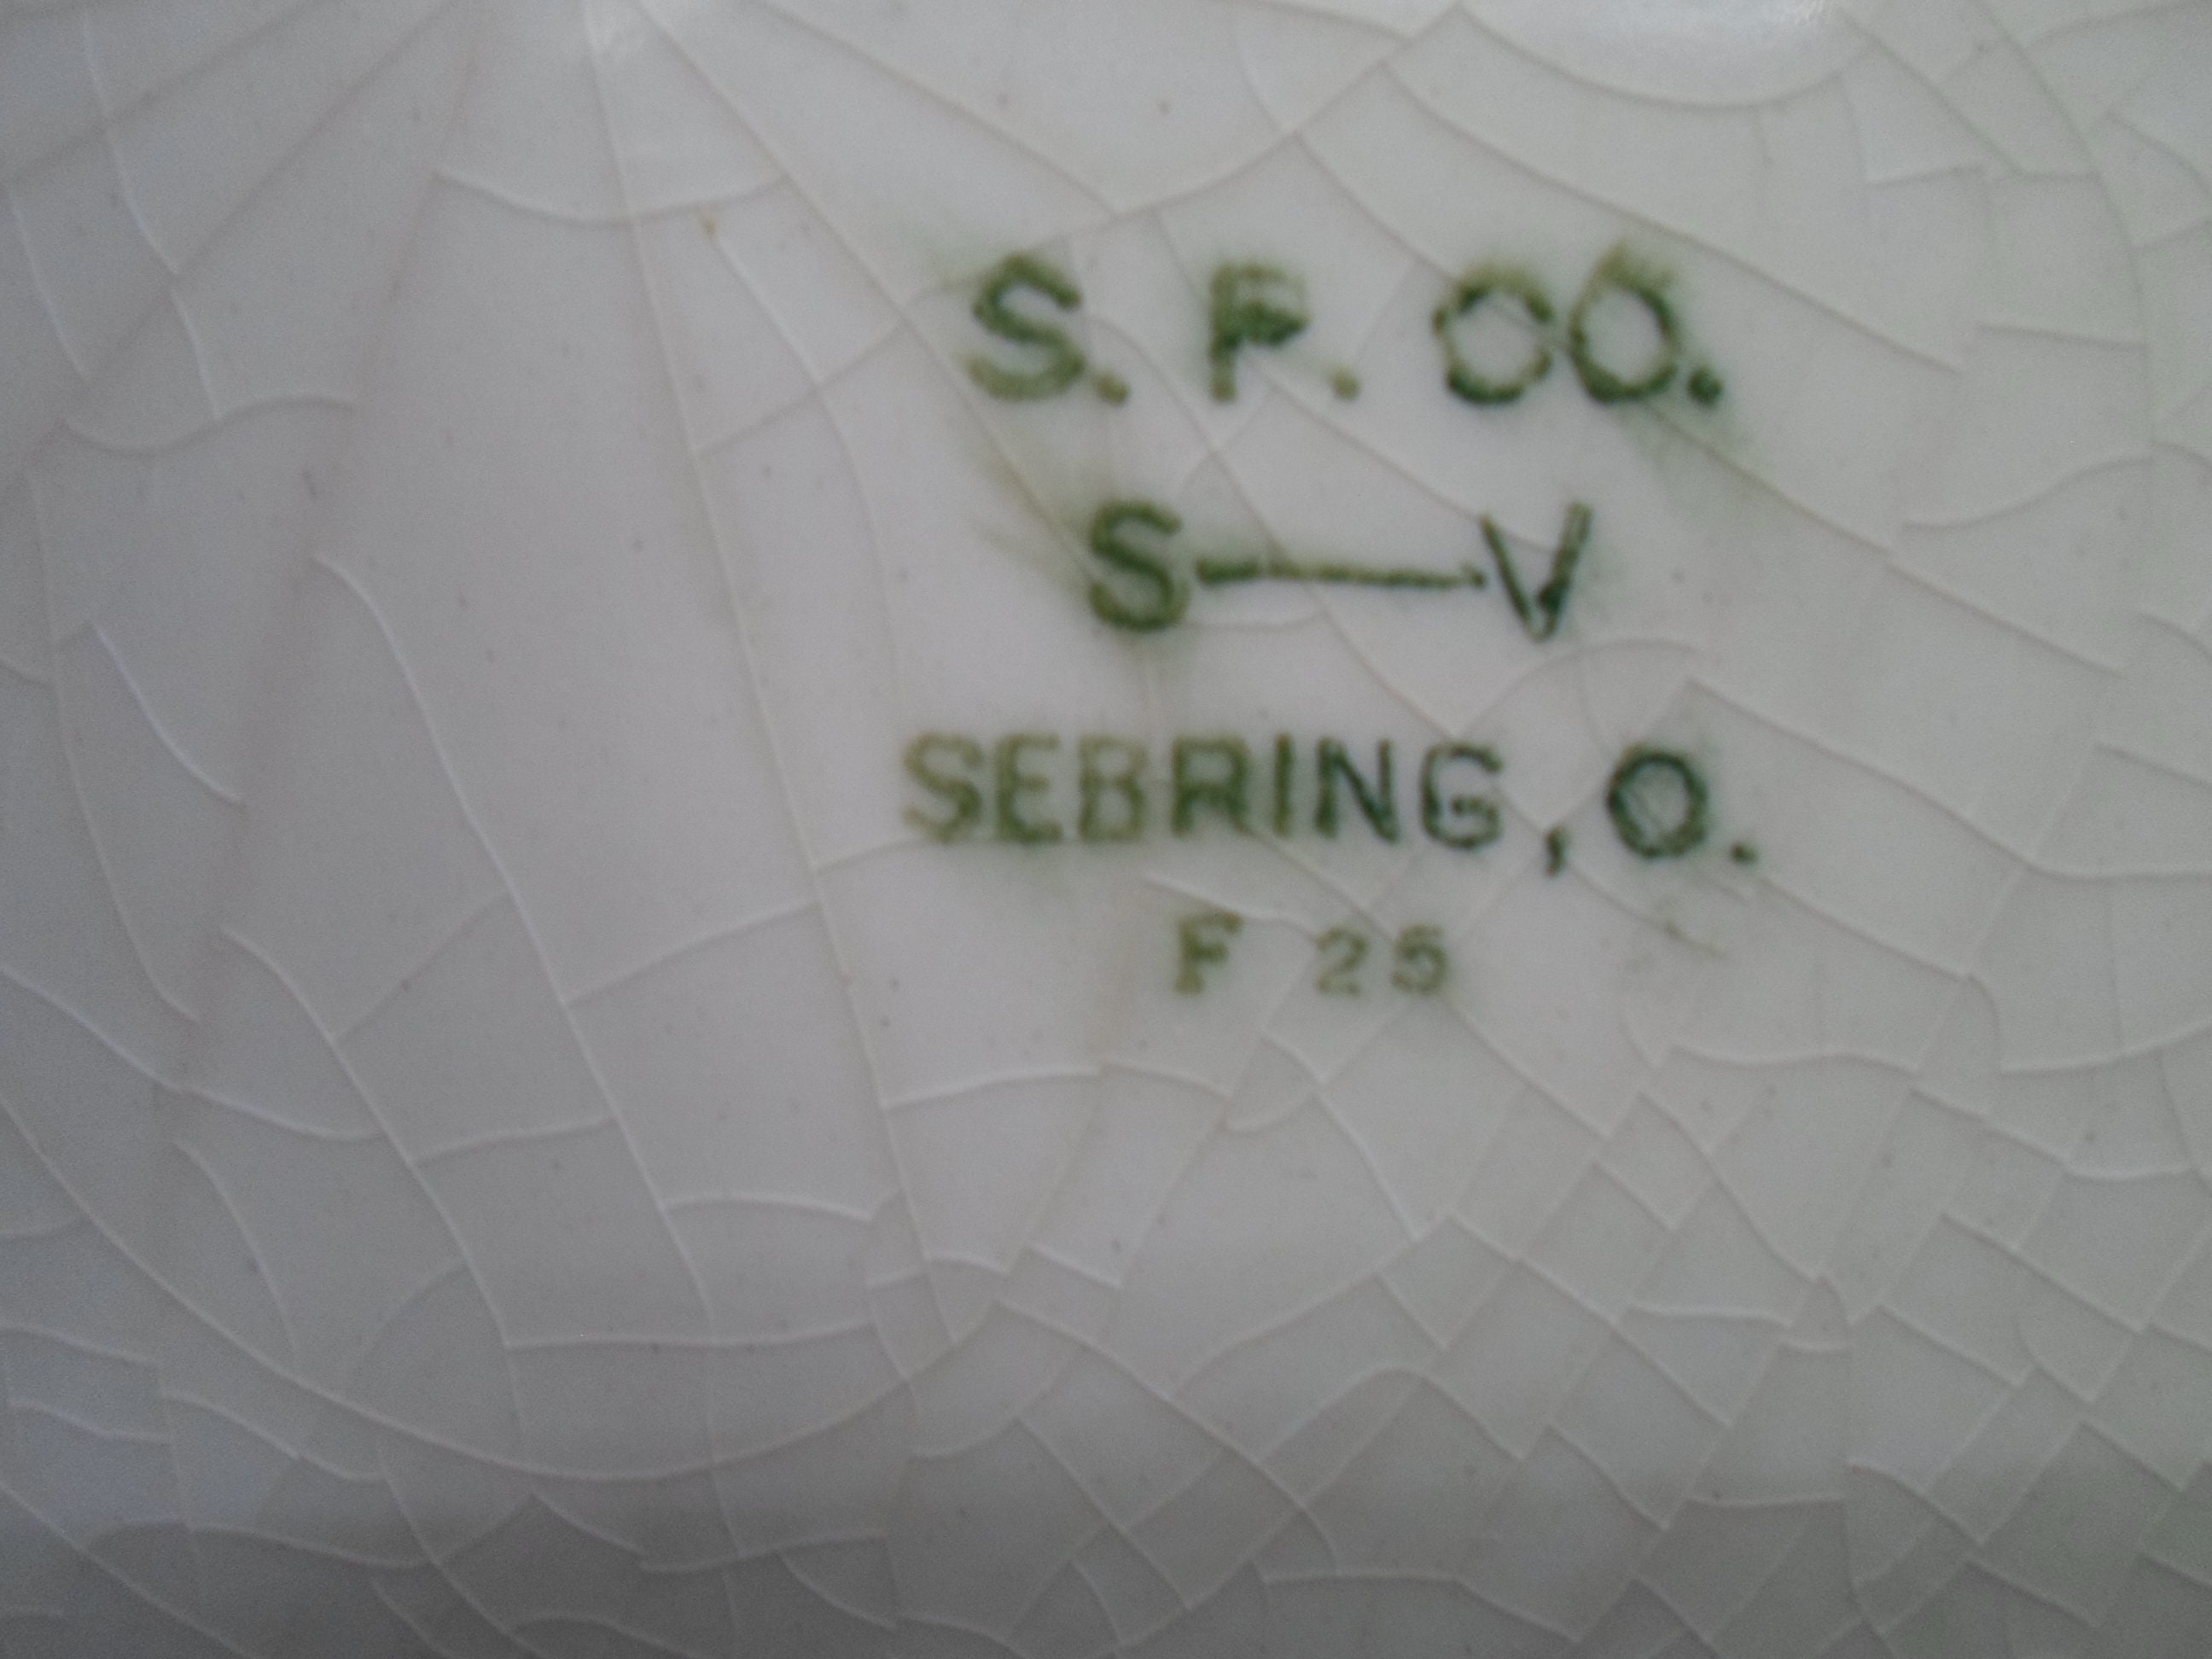 S. P. CO.
S—V
SEBRING, O.
F 25